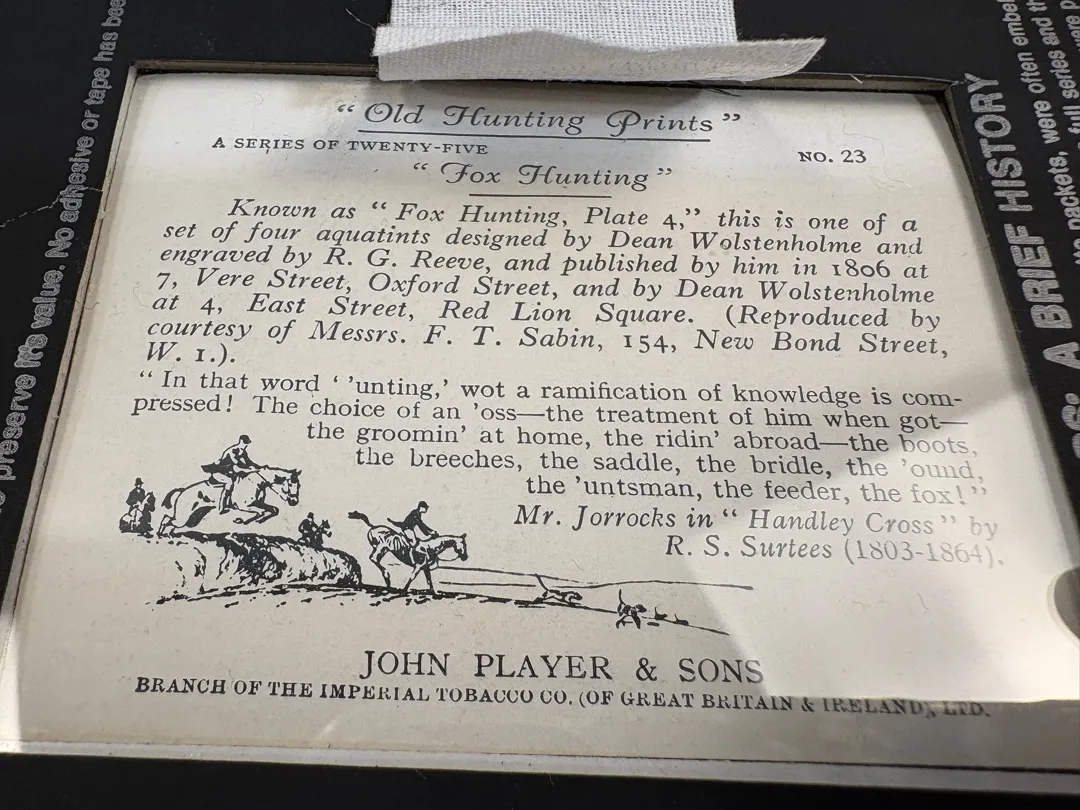 “Old Hunting Prints”
A SERIES OF TWENTY-FIVE
NO. 23
“Fox Hunting”
Known as “Fox Hunting, Plate 4,” this is one of a
set of four aquatints designed by Dean Wolstenholme and
engraved by R. G. Reeve, and published by him in 1806 at
7, Vere Street, Oxford Street, and by Dean Wolstenholme
at 4, East Street, Red Lion Square. (Reproduced by
courtesy of Messrs. F. T. Sabin, 154, New Bond Street,
W. 1.).
“In that word ‘ ’unting,’ wot a ramification of knowledge is com-
pressed! The choice of an ’oss—the treatment of him when got—
the groomin’ at home, the ridin’ abroad—the boots,
the breeches, the saddle, the bridle, the ’ound,
the ’untsman, the feeder, the fox!”
Mr. Jorrocks in “Handley Cross” by
R. S. Surtees (1803-1864).
JOHN PLAYER & SONS
BRANCH OF THE IMPERIAL TOBACCO CO. (OF GREAT BRITAIN & IRELAND), LTD.
preserve its value. No adhesive or tape has
A BRIEF HISTORY
packets, were often
full series and